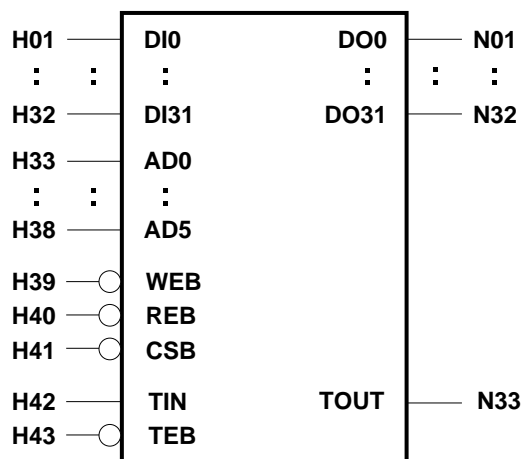 H01 DI0 DO0 N01
: : : : : :
H32 DI31 DO31 N32
H33 AD0
: : :
H38 AD5
H39 WEB
H40 REB
H41 CSB
H42 TIN TOUT N33
H43 TEB